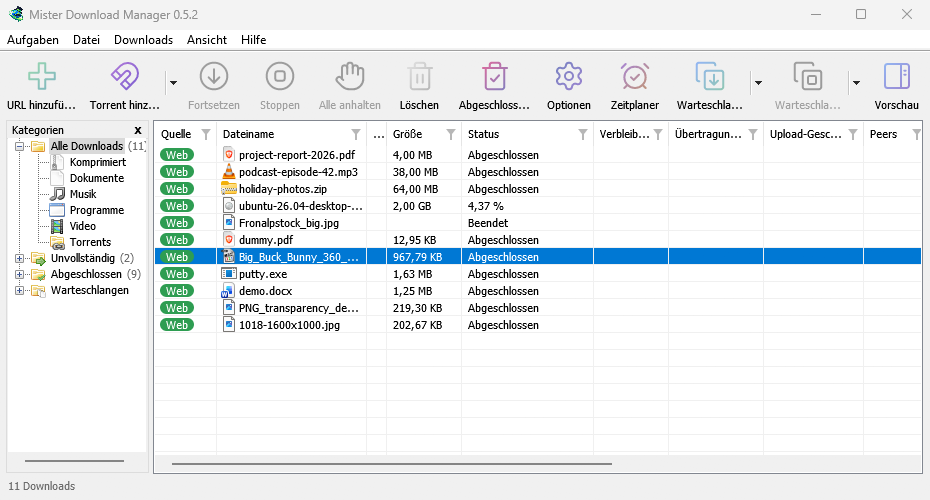 Mister Download Manager 0.5.2
Aufgaben Datei Downloads Ansicht Hilfe
URL hinzufü... Torrent hinz... Fortsetzen Stoppen Alle anhalten Löschen Abgeschloss... Optionen Zeitplaner Warteschla... Warteschla... Vorschau
Kategorien x
Alle Downloads (11)
Komprimiert
Dokumente
Musik
Programme
Video
Torrents
Unvollständig (2)
Abgeschlossen (9)
Warteschlangen
Quelle Dateiname ... Größe Status Verbleib... Übertragun... Upload-Gesc... Peers
Web project-report-2026.pdf 4,00 MB Abgeschlossen
Web podcast-episode-42.mp3 38,00 MB Abgeschlossen
Web holiday-photos.zip 64,00 MB Abgeschlossen
Web ubuntu-26.04-desktop-... 2,00 GB 4,37 %
Web Fronalpstock_big.jpg Beendet
Web dummy.pdf 12,95 KB Abgeschlossen
Web Big_Buck_Bunny_360_... 967,79 KB Abgeschlossen
Web putty.exe 1,63 MB Abgeschlossen
Web demo.docx 1,25 MB Abgeschlossen
Web PNG_transparency_de... 219,30 KB Abgeschlossen
Web 1018-1600x1000.jpg 202,67 KB Abgeschlossen
11 Downloads